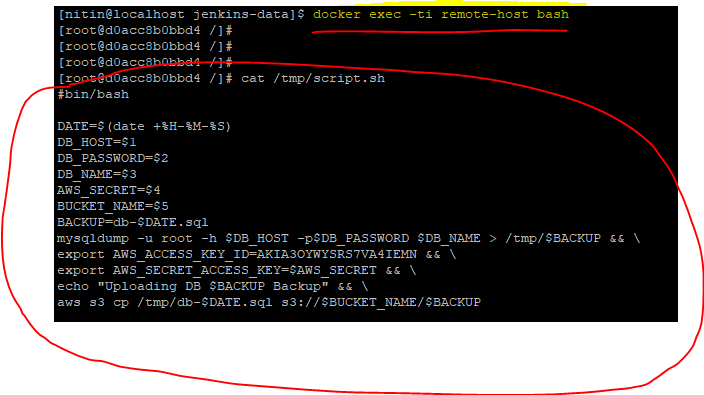 [nitin@localhost jenkins-data]$ docker exec -ti remote-host bash
[root@d0acc8b0bbd4 /]#
[root@d0acc8b0bbd4 /]#
[root@d0acc8b0bbd4 /]#
[root@d0acc8b0bbd4 /]# cat /tmp/script.sh
#bin/bash
DATE=$(date +%H-%M-%S)
DB_HOST=$1
DB_PASSWORD=$2
DB_NAME=$3
AWS_SECRET=$4
BUCKET_NAME=$5
BACKUP=db-$DATE.sql
mysqldump -u root -h $DB_HOST -p$DB_PASSWORD $DB_NAME > /tmp/$BACKUP && \
export AWS_ACCESS_KEY_ID=AKIA3OYWYSRS7VA4IEMN && \
export AWS_SECRET_ACCESS_KEY=$AWS_SECRET && \
echo "Uploading DB $BACKUP Backup" && \
aws s3 cp /tmp/db-$DATE.sql s3://$BUCKET_NAME/$BACKUP